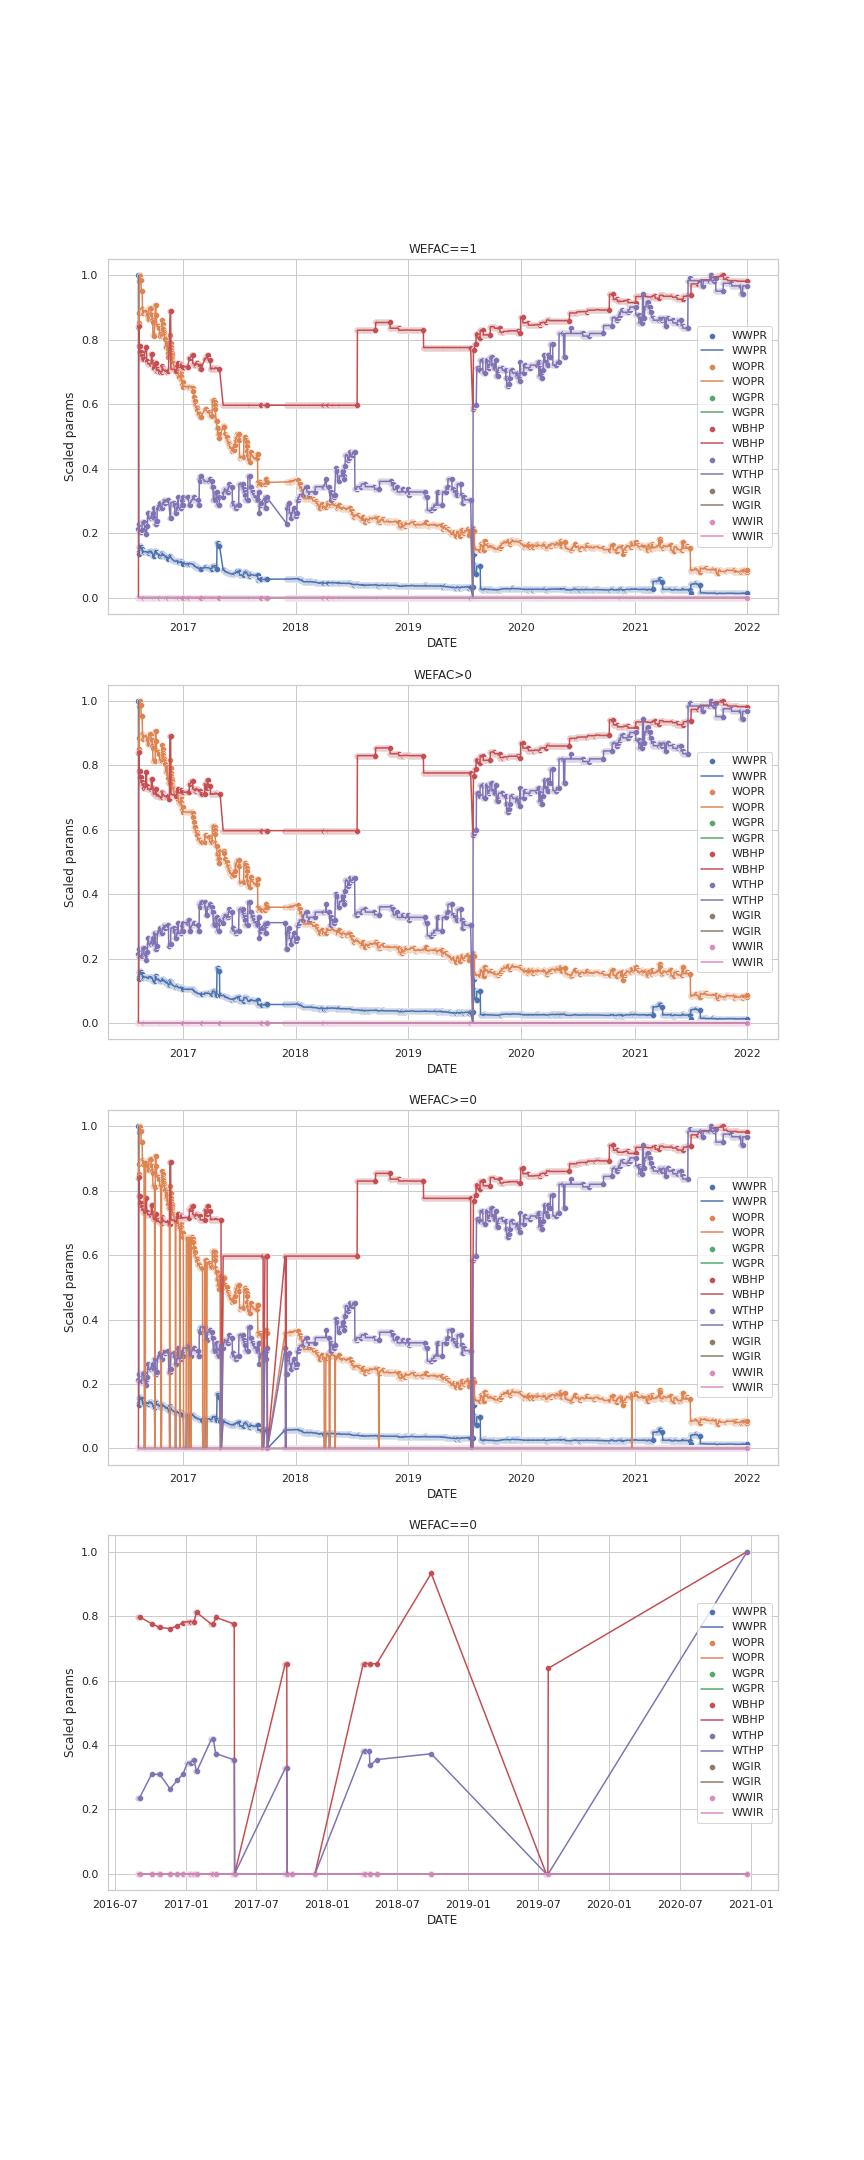 WEFAC==1
1.0
0.8
0.6
0.4
0.2
0.0
Scaled params
WWPR
WWPR
WOPR
WOPR
WGPR
WGPR
WBHP
WBHP
WTHP
WTHP
WGIR
WGIR
WWIR
WWIR
2017 2018 2019 2020 2021 2022
DATE
WEFAC>0
1.0
0.8
0.6
0.4
0.2
0.0
Scaled params
WWPR
WWPR
WOPR
WOPR
WGPR
WGPR
WBHP
WBHP
WTHP
WTHP
WGIR
WGIR
WWIR
WWIR
2017 2018 2019 2020 2021 2022
DATE
WEFAC>=0
1.0
0.8
0.6
0.4
0.2
0.0
Scaled params
WWPR
WWPR
WOPR
WOPR
WGPR
WGPR
WBHP
WBHP
WTHP
WTHP
WGIR
WGIR
WWIR
WWIR
2017 2018 2019 2020 2021 2022
DATE
WEFAC==0
1.0
0.8
0.6
0.4
0.2
0.0
Scaled params
WWPR
WWPR
WOPR
WOPR
WGPR
WGPR
WBHP
WBHP
WTHP
WTHP
WGIR
WGIR
WWIR
WWIR
2016-07 2017-01 2017-07 2018-01 2018-07 2019-01 2019-07 2020-01 2020-07 2021-01
DATE